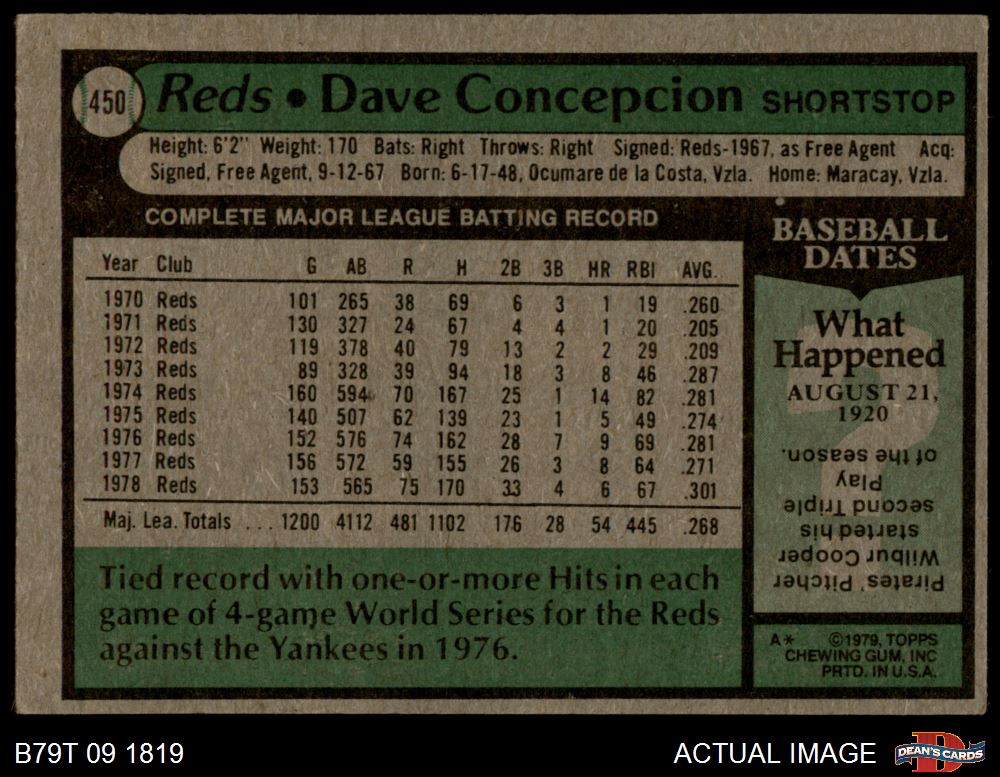 450
Reds • Dave Concepcion SHORTSTOP
Height: 6'2" Weight: 170 Bats: Right Throws: Right Signed: Reds-1967, as Free Agent Acq:
Signed, Free Agent, 9-12-67 Born: 6-17-48, Ocumare de la Costa, Vzla. Home: Maracay, Vzla.
COMPLETE MAJOR LEAGUE BATTING RECORD
Year Club G AB R H 2B 3B HR RBI AVG.
1970 Reds 101 265 38 69 6 3 1 19 .260
1971 Reds 130 327 24 67 4 4 1 20 .205
1972 Reds 119 378 40 79 13 2 2 29 .209
1973 Reds 89 328 39 94 18 3 8 46 .287
1974 Reds 160 594 70 167 25 1 14 82 .281
1975 Reds 140 507 62 139 23 1 5 49 .274
1976 Reds 152 576 74 162 28 7 9 69 .281
1977 Reds 156 572 59 155 26 3 8 64 .271
1978 Reds 153 565 75 170 33 4 6 67 .301
Maj. Lea. Totals ... 1200 4112 481 1102 176 28 54 445 .268
Tied record with one-or-more Hits in each
game of 4-game World Series for the Reds
against the Yankees in 1976.
BASEBALL
DATES
What
Happened
AUGUST 21,
1920
Pirates' Pitcher
Wilbur Cooper
started his
second Triple
Play
of the season.
A* ©1979, TOPPS
CHEWING GUM, INC
PRTD. IN U.S.A.
B79T 09 1819
ACTUAL IMAGE
DEAN'S CARDS